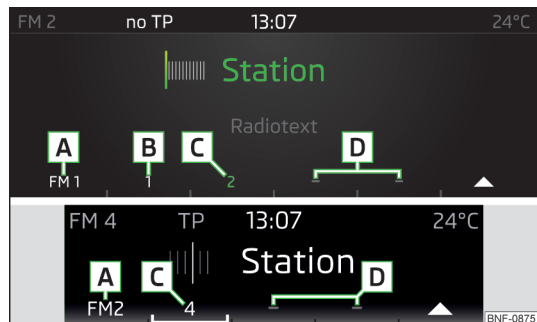 FM 2 no TP 13:07 24°C
Station
Radiotext
A B C D
FM 1 1 2
FM 4 TP 13:07 24°C
Station
A C D
FM2 4
BNF-0875